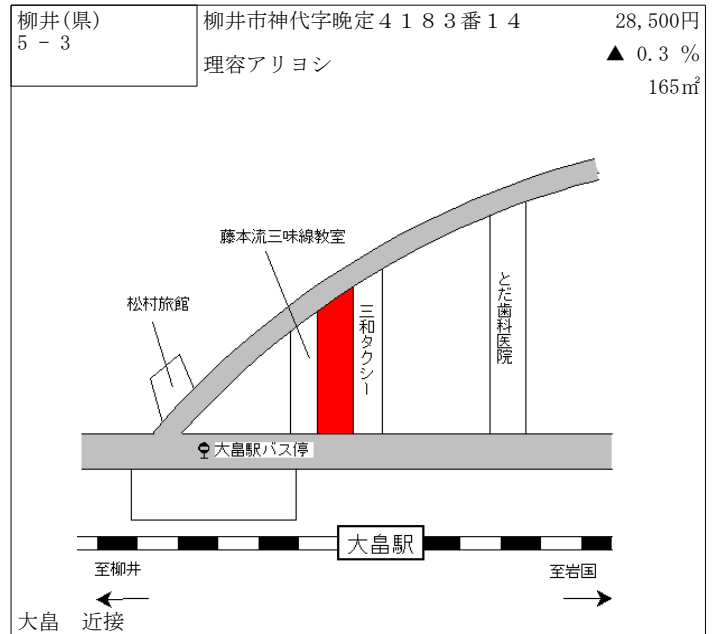 柳井(県)
5 - 3
柳井市神代字晩定４１８３番１４
理容アリヨシ
28,500円
▲ 0.3 %
165㎡
藤本流三味線教室
松村旅館
三和タクシー
とだ歯科医院
大畠駅バス停
大畠駅
至柳井
至岩国
大畠 近接